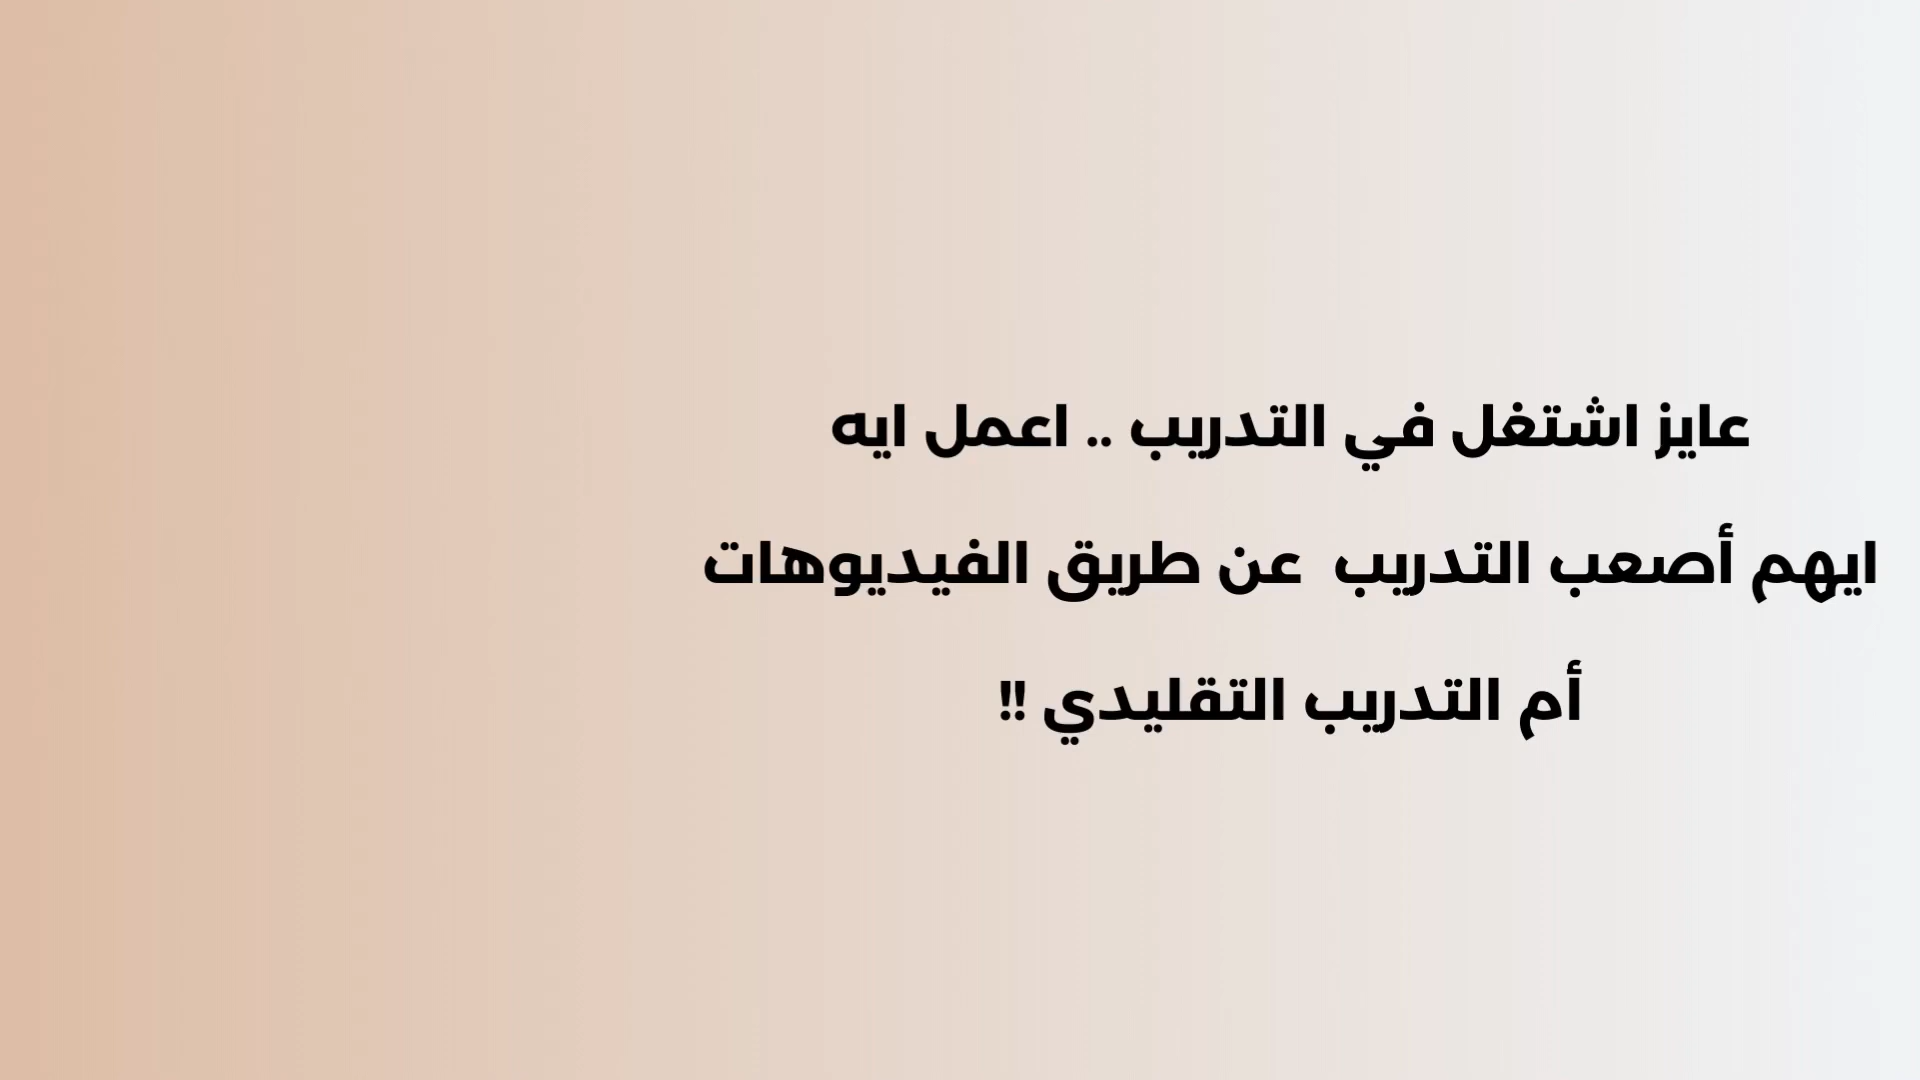 عايز اشتغل في التدريب .. اعمل ايه
ايهم أصعب التدريب عن طريق الفيديوهات
أم التدريب التقليدي !!